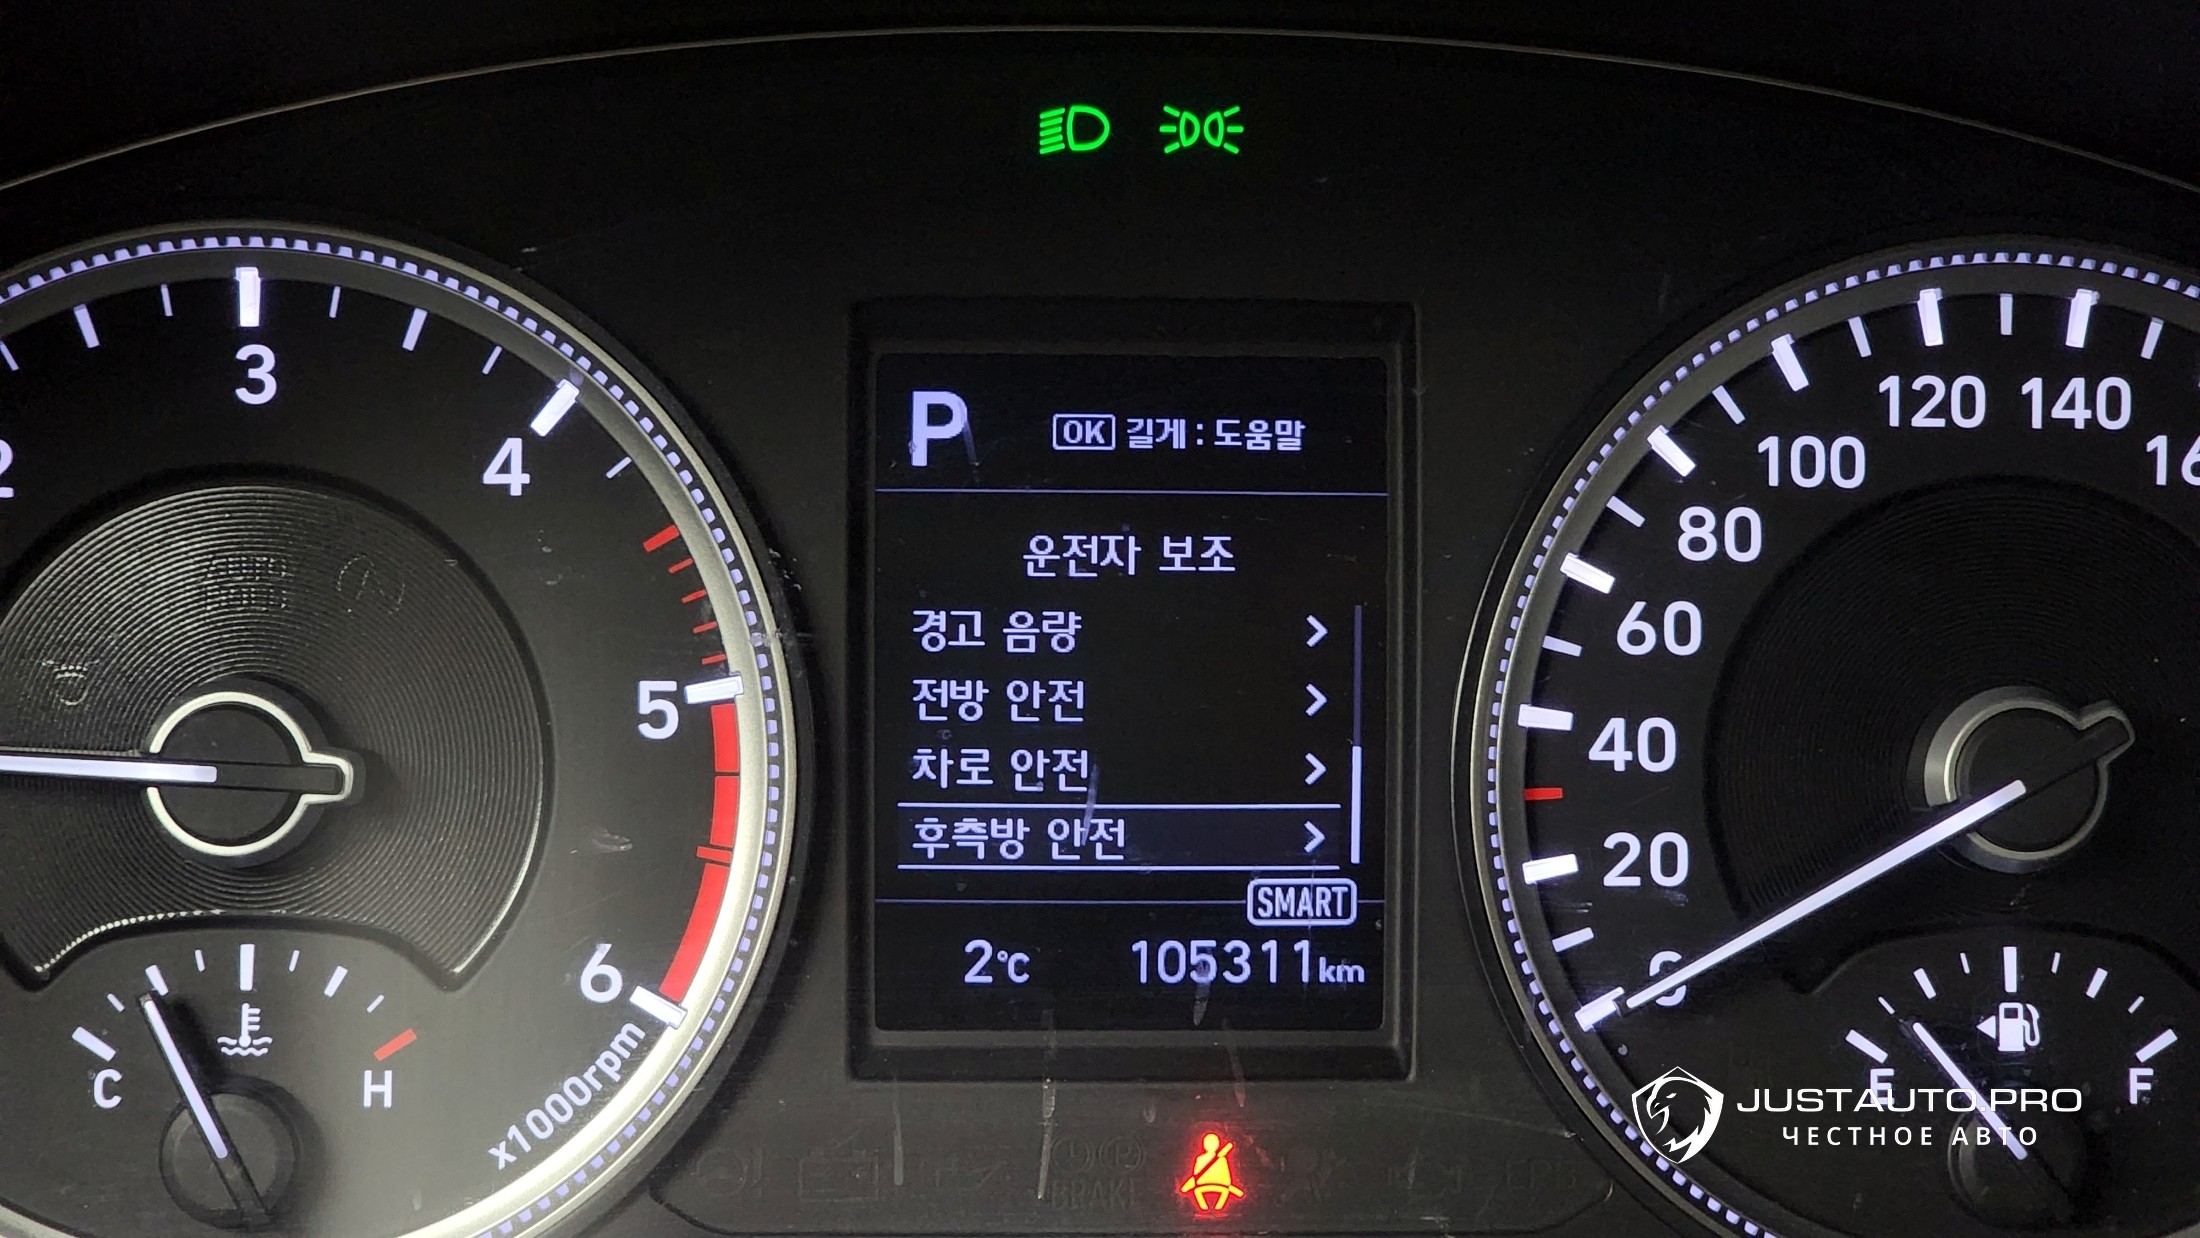 2
3
4
5
6
x1000rpm
C
H
P
OK 길게 : 도움말
운전자 보조
경고 음량
전방 안전
차로 안전
후측방 안전
SMART
2°C 105311km
BRAKE
0
20
40
60
80
100
120
140
E
F
JUSTAUTO.PRO
ЧЕСТНОЕ АВТО